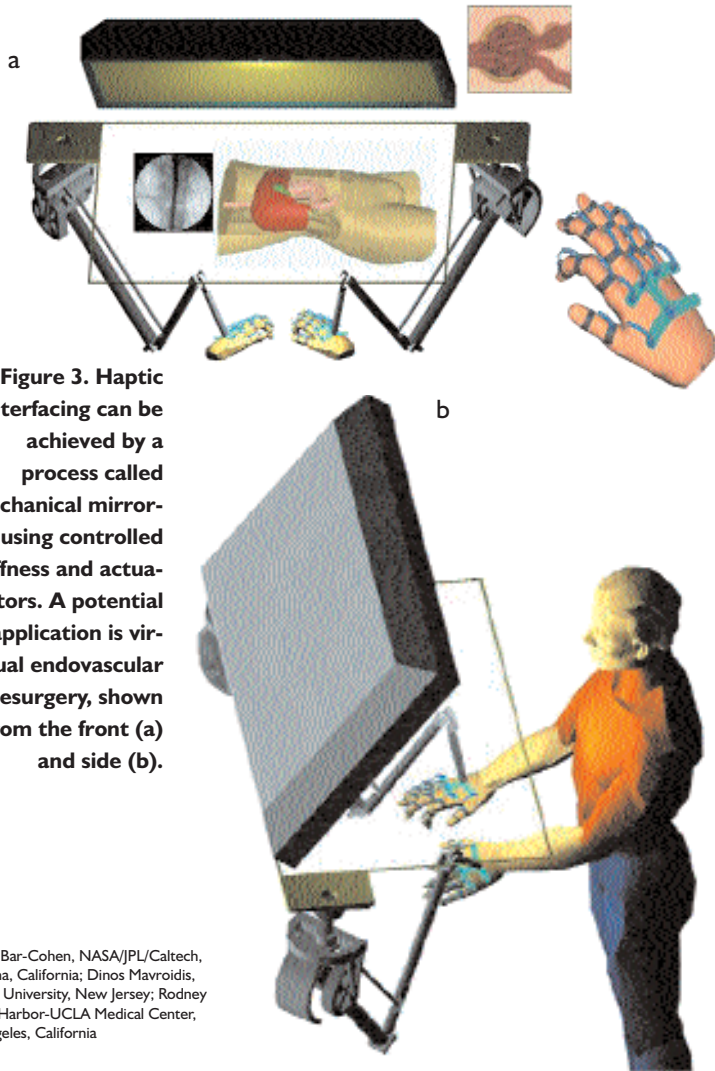 a
Figure 3. Haptic
terfacing can be
achieved by a
process called
chanical mirror-
using controlled
ffness and actua-
tors. A potential
application is vir-
ual endovascular
esurgery, shown
om the front (a)
and side (b).
b
Bar-Cohen, NASA/JPL/Caltech,
na, California; Dinos Mavroidis,
University, New Jersey; Rodney
Harbor-UCLA Medical Center,
geles, California